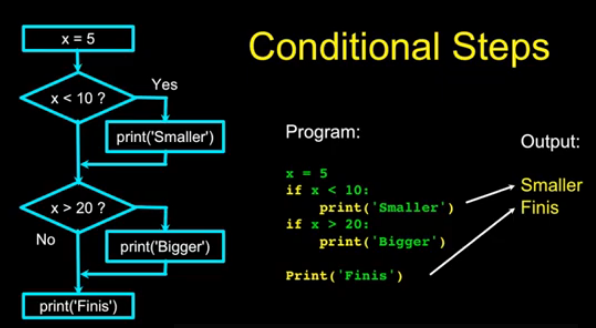 Conditional Steps
x = 5
x < 10 ?
Yes
print('Smaller')
x > 20 ?
No
print('Bigger')
print('Finis')
Program:
x = 5
if x < 10:
    print('Smaller')
if x > 20:
    print('Bigger')
Print('Finis')
Output:
Smaller
Finis